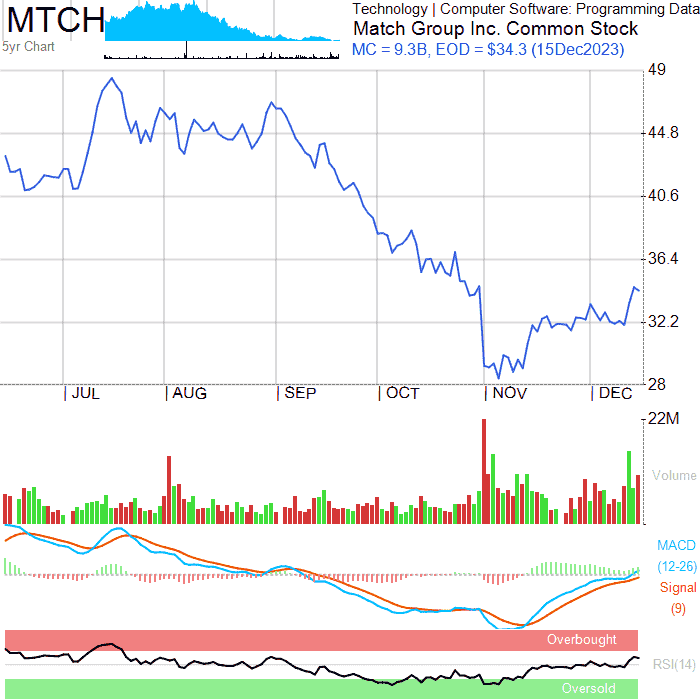 MTCH
Technology | Computer Software: Programming Data
5yr Chart
Match Group Inc. Common Stock
MC = 9.3B, EOD = $34.3 (15Dec2023)
49
44.8
40.6
36.4
32.2
28
| JUL | AUG | SEP | OCT | NOV | DEC
22M
Volume
MACD
(12-26)
Signal
(9)
Overbought
RSI(14)
Oversold